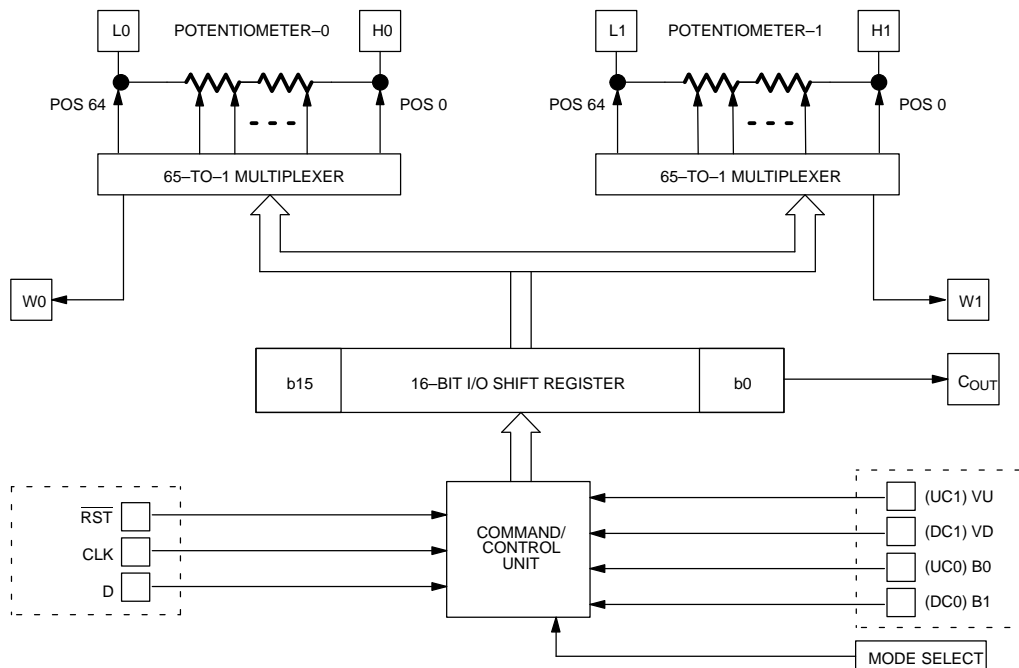 L0 POTENTIOMETER–0 H0
L1 POTENTIOMETER–1 H1
POS 64 POS 0
POS 64 POS 0
65–TO–1 MULTIPLEXER
65–TO–1 MULTIPLEXER
W0
W1
b15 16–BIT I/O SHIFT REGISTER b0
COUT
RST
CLK
D
COMMAND/
CONTROL
UNIT
(UC1) VU
(DC1) VD
(UC0) B0
(DC0) B1
MODE SELECT